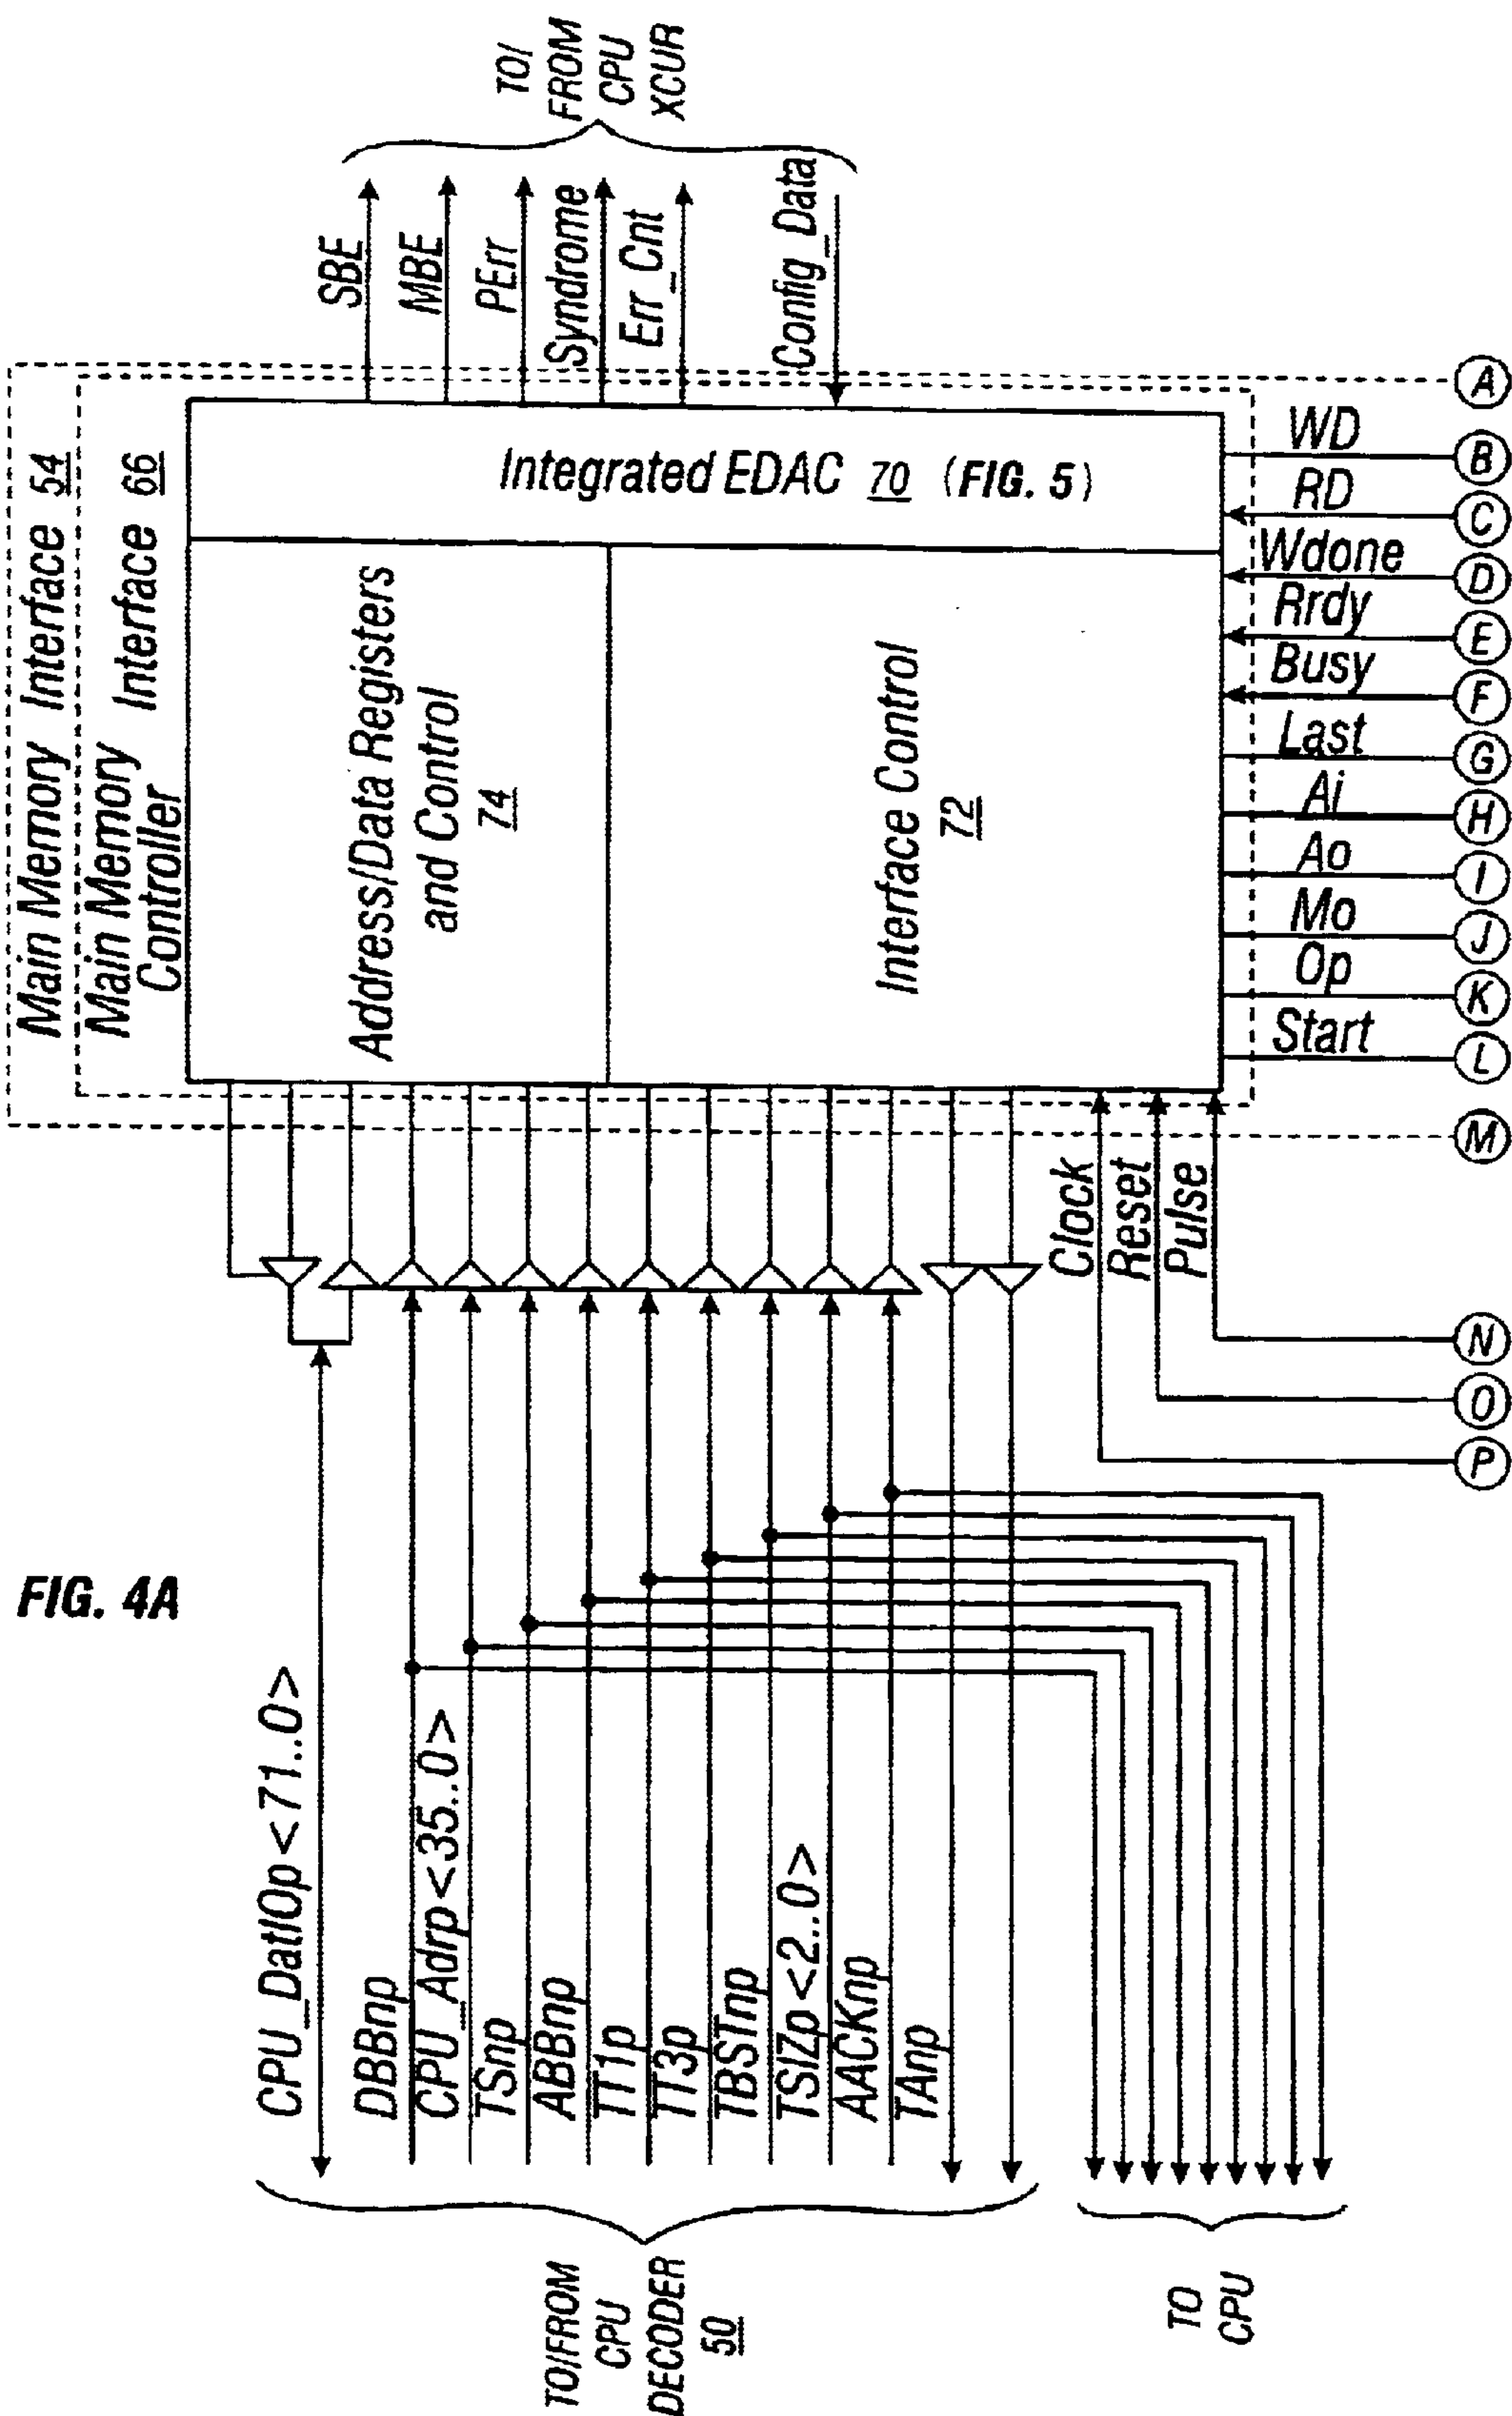 FIG. 4A
Main Memory Interface 54
Main Memory Interface 66
Controller
Address/Data Registers
and Control
74
Interface Control
72
Integrated EDAC 70 (FIG. 5)
SBE
MBE
PErr
Syndrome
Err_Cnt
Config_Data
TO/
FROM
CPU
XCUR
CPU_DatIOp<71..0>
DBBnp
CPU_Adrp<35..0>
TSnp
ABBnp
TT1p
TT3p
TBSTnp
TSIZp<2..0>
AACKnp
TAnp
TO/FROM
CPU
DECODER
50
TO
CPU
Clock
Reset
Pulse
WD
RD
Wdone
Rrdy
Busy
Last
Ai
Ao
Mo
Op
Start
A
B
C
D
E
F
G
H
I
J
K
L
M
N
O
P